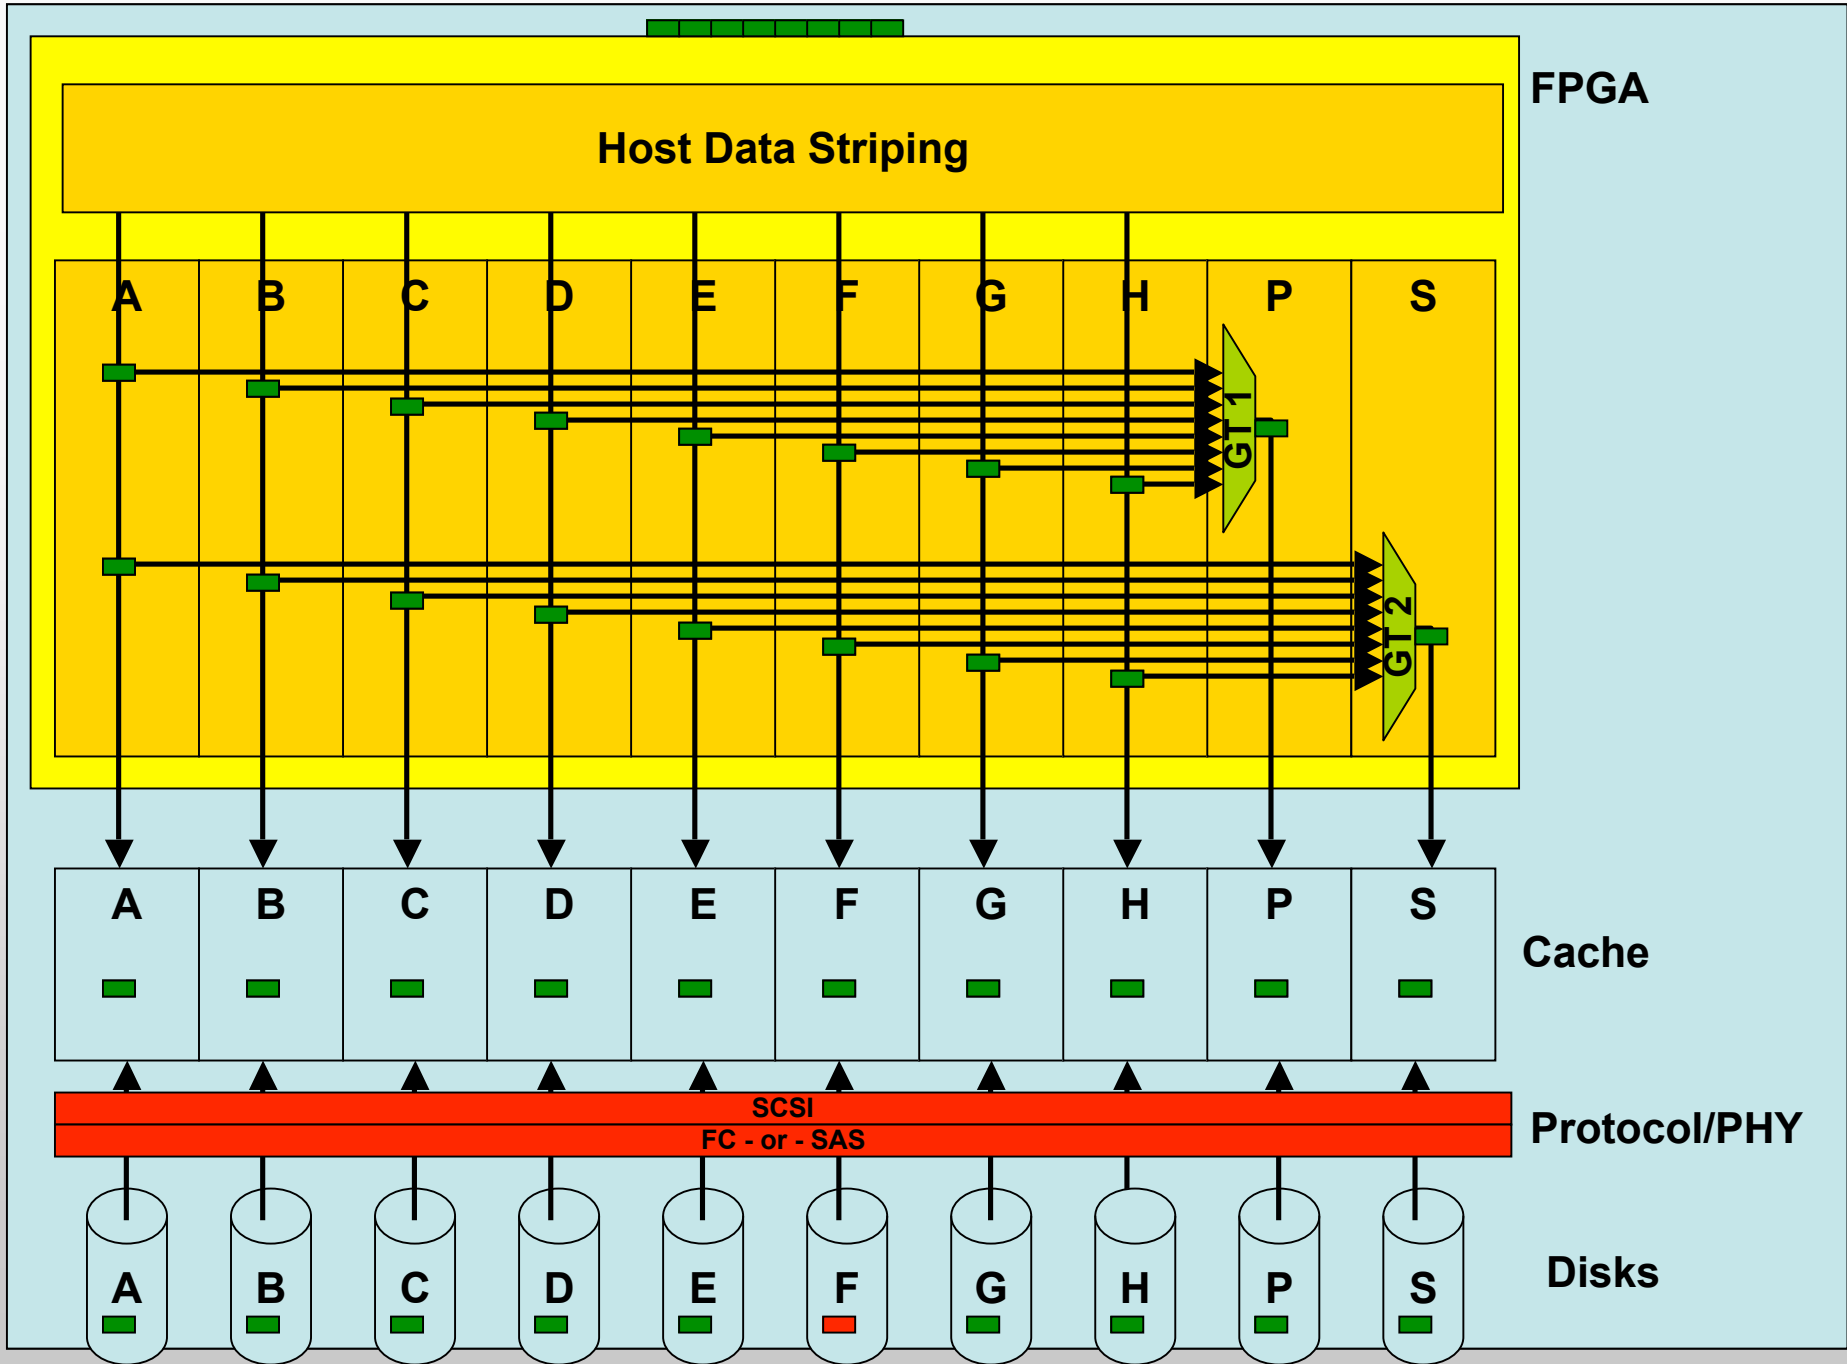 FPGA
Host Data Striping
A B C D E F G H P S
GT 1
GT 2
A B C D E F G H P S
Cache
SCSI
FC - or - SAS
Protocol/PHY
A B C D E F G H P S
Disks